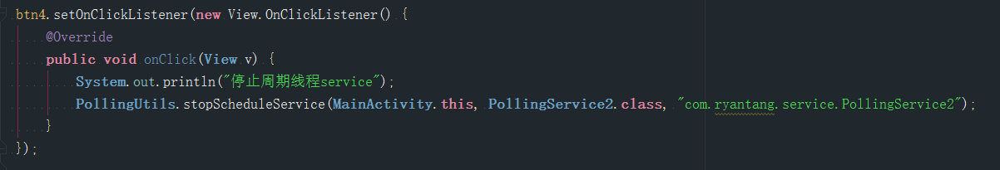 btn4.setOnClickListener(new View.OnClickListener() {
    @Override
    public void onClick(View v) {
        System.out.println("停止周期线程service");
        PollingUtils.stopScheduleService(MainActivity.this, PollingService2.class, "com.ryantang.service.PollingService2");
    }
});